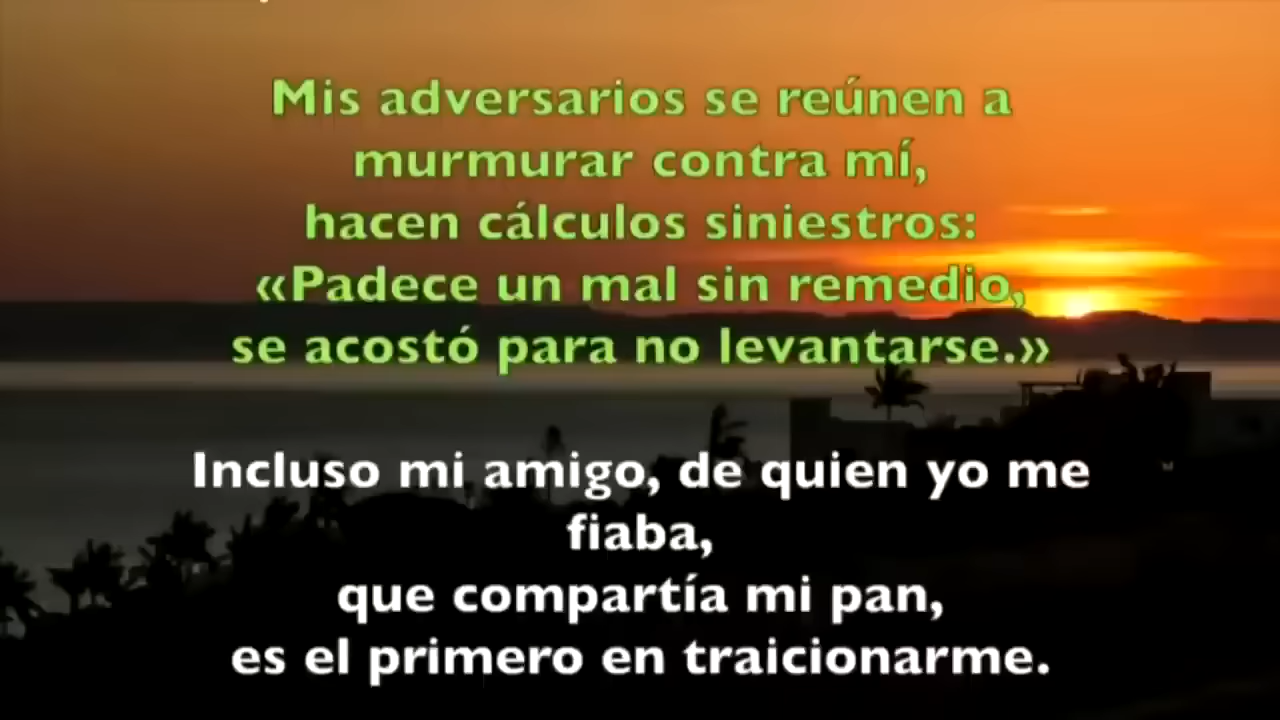 Mis adversarios se reúnen a
murmurar contra mí,
hacen cálculos siniestros:
«Padece un mal sin remedio,
se acostó para no levantarse.»
Incluso mi amigo, de quien yo me
fiaba,
que compartía mi pan,
es el primero en traicionarme.